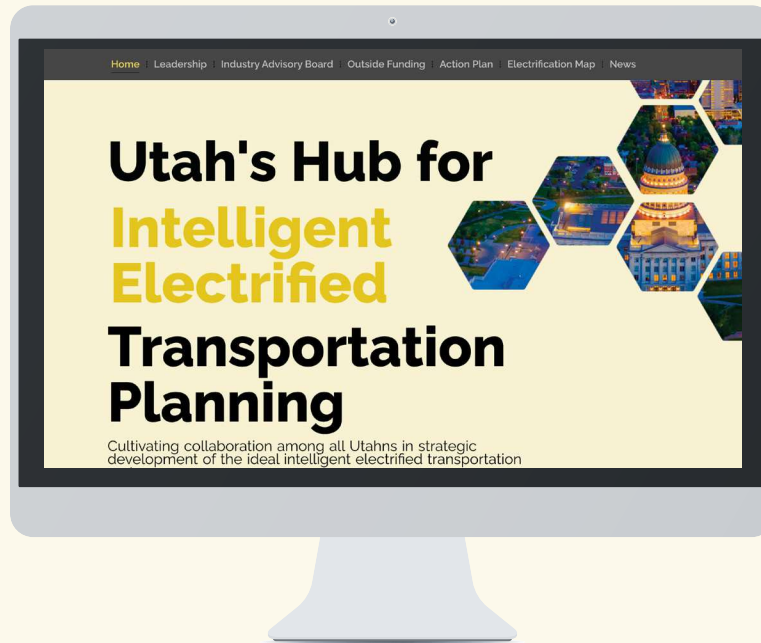 Home | Leadership | Industry Advisory Board | Outside Funding | Action Plan | Electrification Map | News
Utah's Hub for
Intelligent
Electrified
Transportation
Planning
Cultivating collaboration among all Utahns in strategic
development of the ideal intelligent electrified transportation